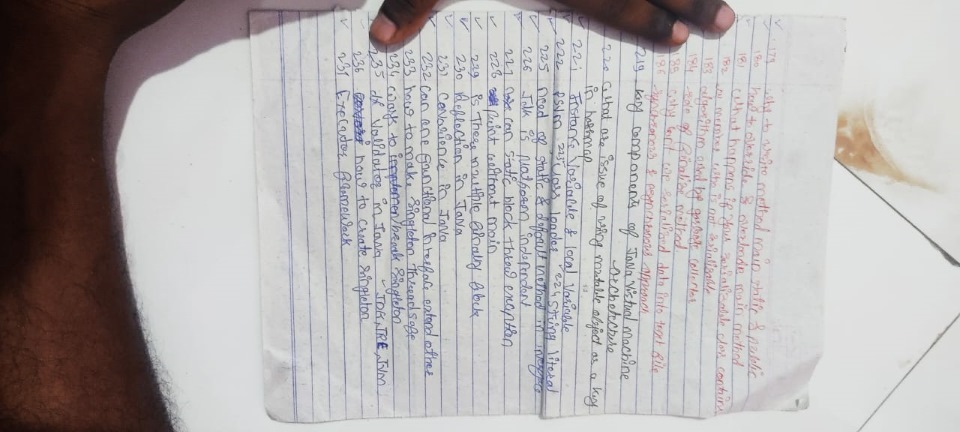 179 why to write method main static & public
180 how to override & overloadn main method
181 what happens if your serializable class contains
182 a member who is not serializable
183 algorithm used by garbage collector
184 role of finalize method
185 why can't we serialized data into text file
186 synchronous & asynchronous approach
219 Key components of JAVA Virtual Machine
archetecture
220 what are issue of using mutable object as a key
in hashmap
221 Instance Variable & local Variable
222 PSVM 223 class loader 224 String literal
225 need of static & default method in interface
226 Jdk is platform independent
227 can static block throw exception
228 print without main
229 is There multiple finally block
230 Reflection in JAVA
231 in JAVA
232 can one functional interface extend other
233 how to make singleton threadsafe
234 ways to break singleton
235 Validator in JAVA - JDK, JRE, JVM
236 how to create singleton
237 Executor framework